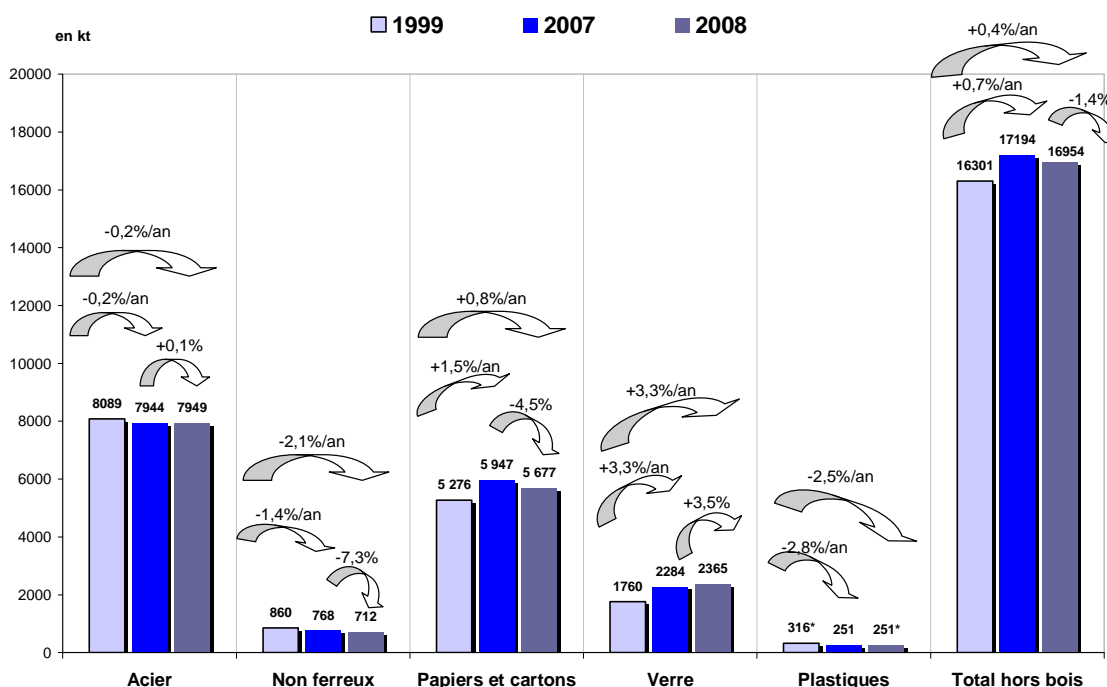 1999 2007 2008
en kt
+0,4%/an
+0,7%/an
-1,4%
20000
18000
16000
14000
12000
10000
8000
6000
4000
2000
0
-0,2%/an
-0,2%/an
+0,1%
8089 7944 7949
-2,1%/an
-1,4%/an
-7,3%
860 768 712
+0,8%/an
+1,5%/an
-4,5%
5 276 5 947 5 677
+3,3%/an
+3,3%/an
+3,5%
1760 2284 2365
-2,5%/an
-2,8%/an
316* 251 251*
16301 17194 16954
Acier Non ferreux Papiers et cartons Verre Plastiques Total hors bois